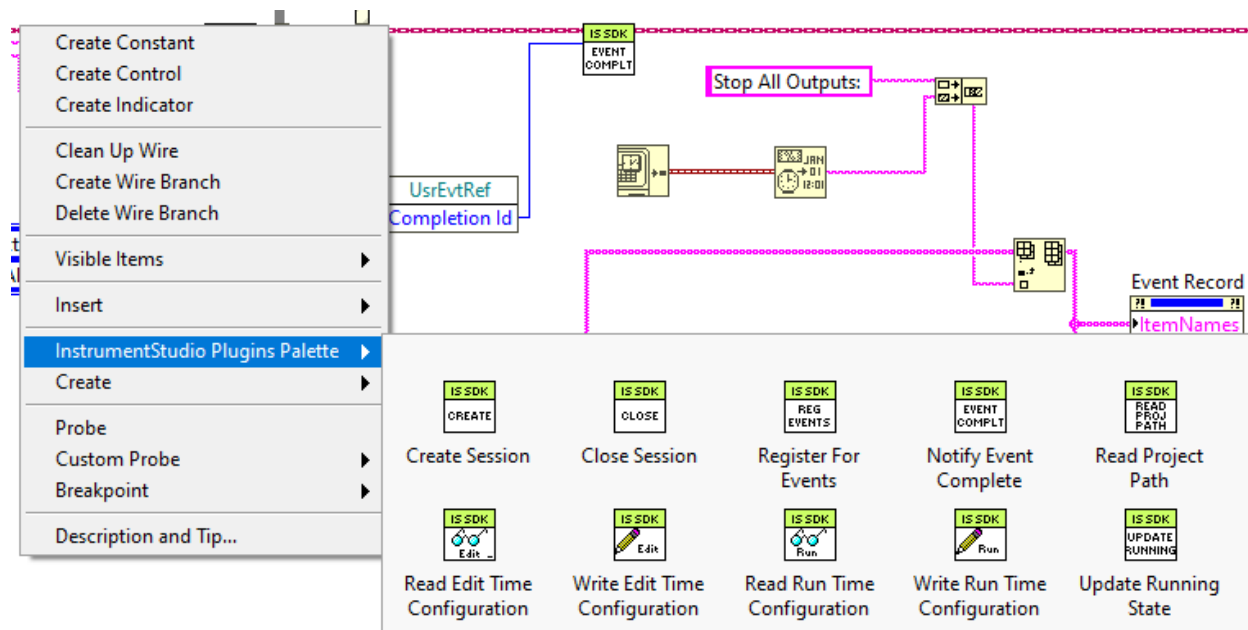 Create Constant
Create Control
Create Indicator
Clean Up Wire
Create Wire Branch
Delete Wire Branch
Visible Items
Insert
InstrumentStudio Plugins Palette
Create
Probe
Custom Probe
Breakpoint
Description and Tip...
IS SDK
EVENT
COMPLT
Stop All Outputs:
JAN
01
12:01
UsrEvtRef
Completion Id
Event Record
ItemNames
IS SDK
CREATE
Create Session
IS SDK
CLOSE
Close Session
IS SDK
REG
EVENTS
Register For
Events
IS SDK
EVENT
COMPLT
Notify Event
Complete
IS SDK
READ
PROJ
PATH
Read Project
Path
IS SDK
Edit
Read Edit Time
Configuration
IS SDK
Edit
Write Edit Time
Configuration
IS SDK
Run
Read Run Time
Configuration
IS SDK
Run
Write Run Time
Configuration
IS SDK
UPDATE
RUNNING
Update Running
State